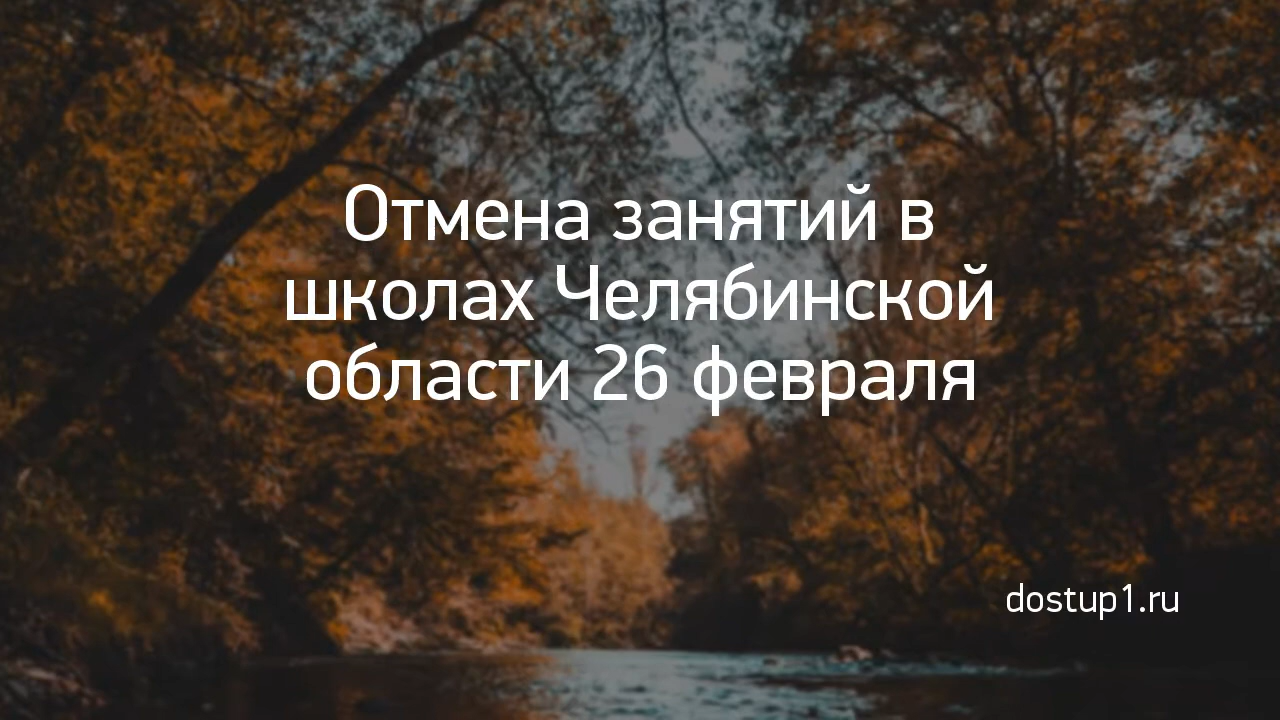 Отмена занятий в
школах Челябинской
области 26 февраля
dostup1.ru